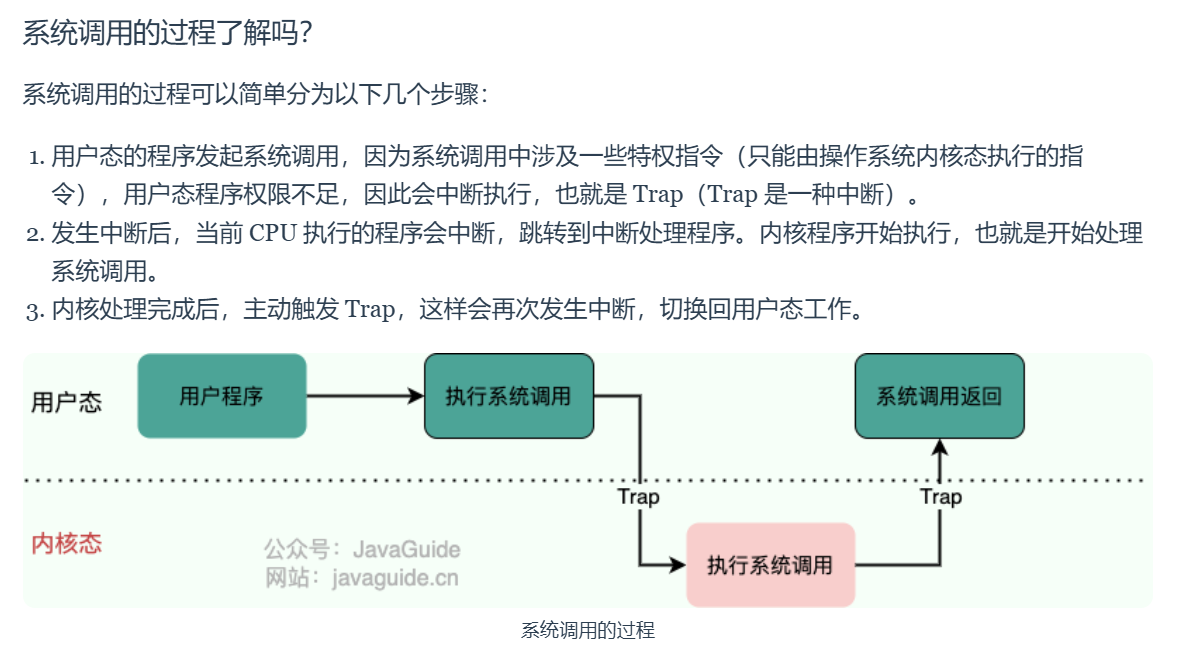 系统调用的过程了解吗？
系统调用的过程可以简单分为以下几个步骤：
1. 用户态的程序发起系统调用，因为系统调用中涉及一些特权指令（只能由操作系统内核态执行的指
令），用户态程序权限不足，因此会中断执行，也就是 Trap（Trap 是一种中断）。
2. 发生中断后，当前 CPU 执行的程序会中断，跳转到中断处理程序。内核程序开始执行，也就是开始处理
系统调用。
3. 内核处理完成后，主动触发 Trap，这样会再次发生中断，切换回用户态工作。
用户态
用户程序
执行系统调用
系统调用返回
Trap
Trap
内核态
公众号：JavaGuide
网站：javaguide.cn
执行系统调用
系统调用的过程